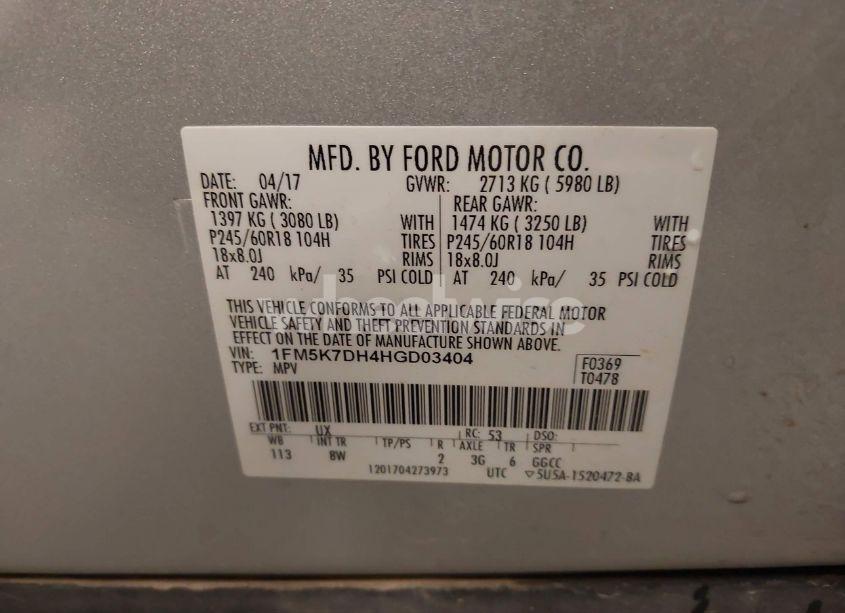 MFD. BY FORD MOTOR CO.
DATE: 04/17 GVWR: 2713 KG ( 5980 LB)
FRONT GAWR: REAR GAWR:
1397 KG ( 3080 LB) WITH 1474 KG ( 3250 LB) WITH
P245/60R18 104H TIRES P245/60R18 104H TIRES
18x8.0J RIMS 18x8.0J RIMS
AT 240 kPa/ 35 PSI COLD AT 240 kPa/ 35 PSI COLD
THIS VEHICLE CONFORMS TO ALL APPLICABLE FEDERAL MOTOR
VEHICLE SAFETY AND THEFT PREVENTION STANDARDS IN
EFFECT ON THE DATE OF MANUFACTURE SHOWN ABOVE.
VIN: 1FM5K7DH4HGD03404 F0369
TYPE: MPV T0478
EXT PNT: UX RC: 53 DSO:
WB INT TR TP/PS R AXLE TR SPR
113 8W 2 3G 6 GGCC
1201704273973 UTC ▽5U5A-1520472-BA